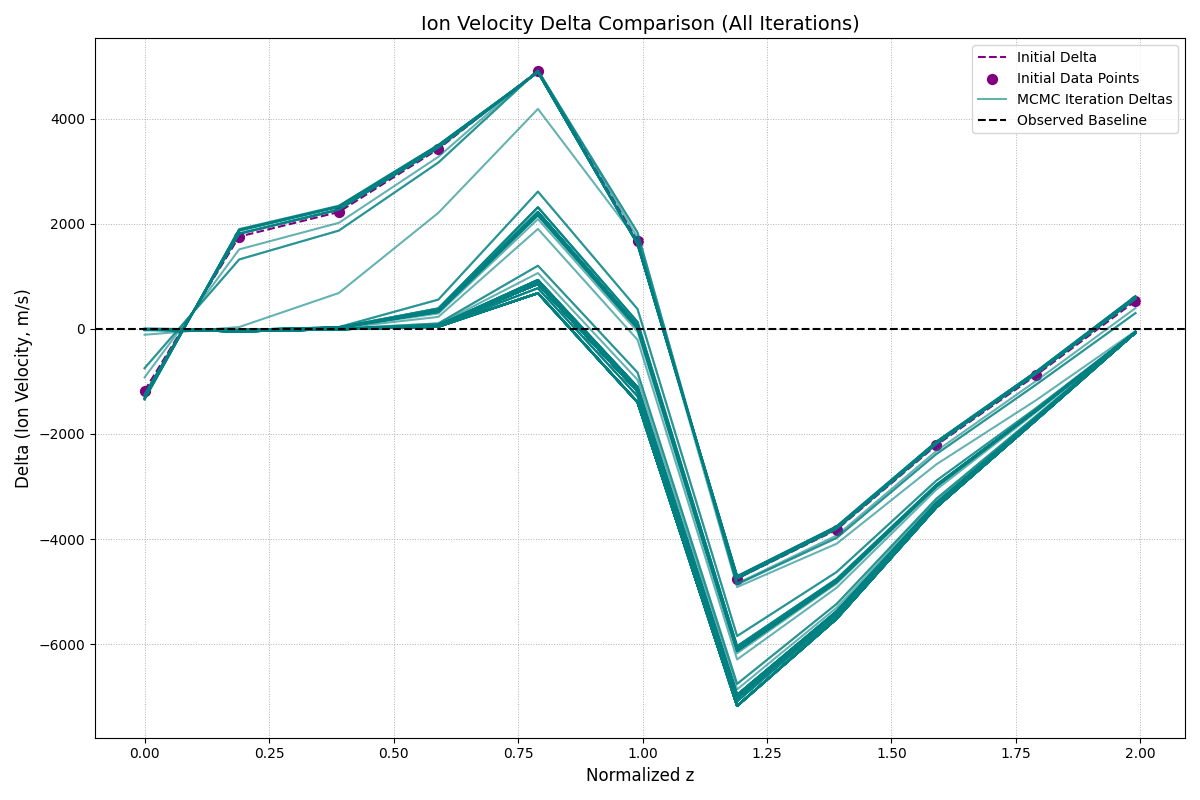 Ion Velocity Delta Comparison (All Iterations)
Initial Delta
Initial Data Points
MCMC Iteration Deltas
Observed Baseline
Delta (Ion Velocity, m/s)
4000
2000
0
−2000
−4000
−6000
0.00
0.25
0.50
0.75
1.00
1.25
1.50
1.75
2.00
Normalized z